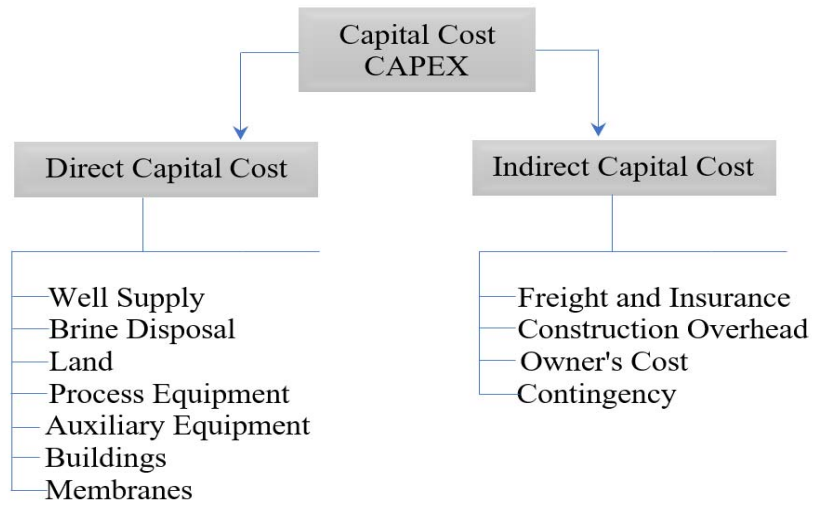 Capital Cost
CAPEX
Direct Capital Cost
Well Supply
Brine Disposal
Land
Process Equipment
Auxiliary Equipment
Buildings
Membranes
Indirect Capital Cost
Freight and Insurance
Construction Overhead
Owner's Cost
Contingency